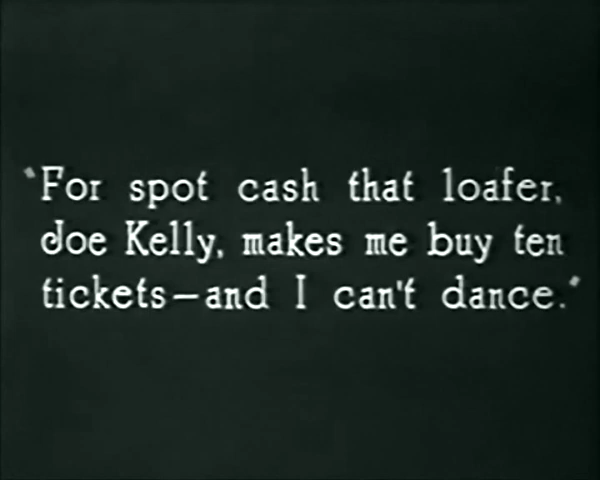 "For spot cash that loafer,
Joe Kelly, makes me buy ten
tickets—and I can't dance."